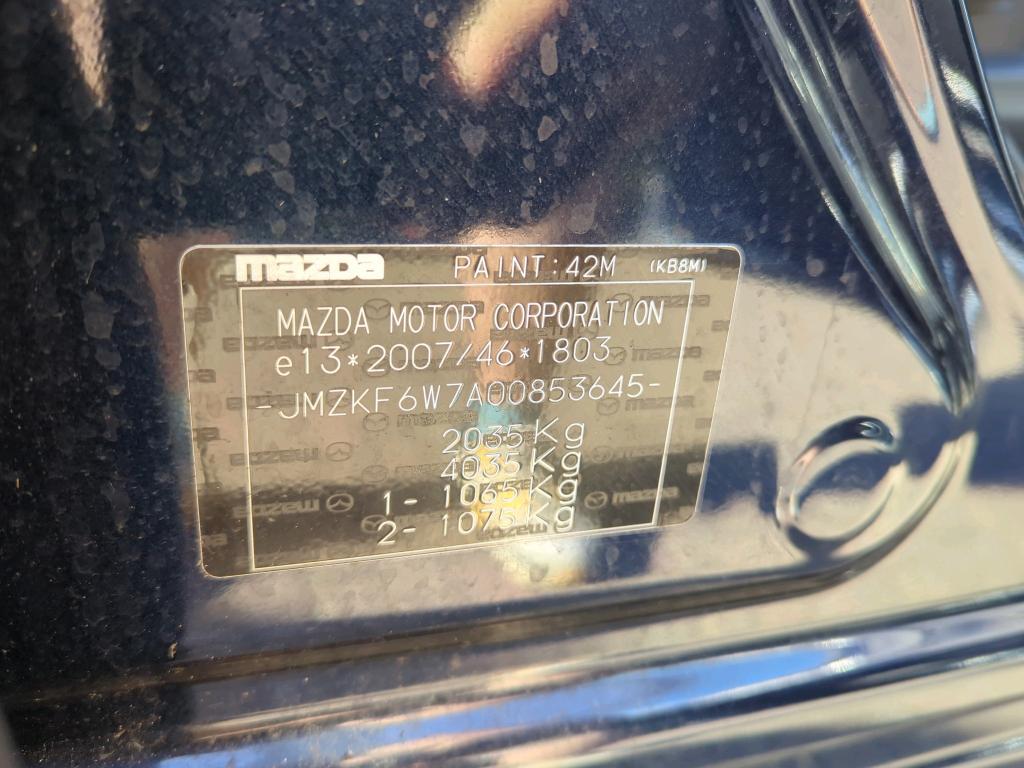 mazda PAINT:42M (KB8M)
MAZDA MOTOR CORPORATION
e13*2007/46*1803
-JMZKF6W7A00853645-
2035Kg
4035Kg
1- 1065Kg
2- 1075Kg